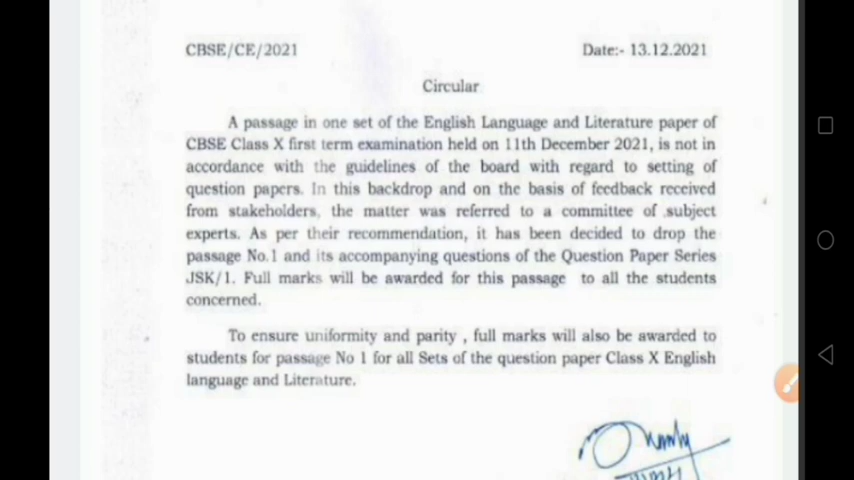 CBSE/CE/2021 Date:- 13.12.2021
Circular
A passage in one set of the English Language and Literature paper of
CBSE Class X first term examination held on 11th December 2021, is not in
accordance with the guidelines of the board with regard to setting of
question papers. In this backdrop and on the basis of feedback received
from stakeholders, the matter was referred to a committee of subject
experts. As per their recommendation, it has been decided to drop the
passage No.1 and its accompanying questions of the Question Paper Series
JSK/1. Full marks will be awarded for this passage to all the students
concerned.
To ensure uniformity and parity , full marks will also be awarded to
students for passage No 1 for all Sets of the question paper Class X English
language and Literature.